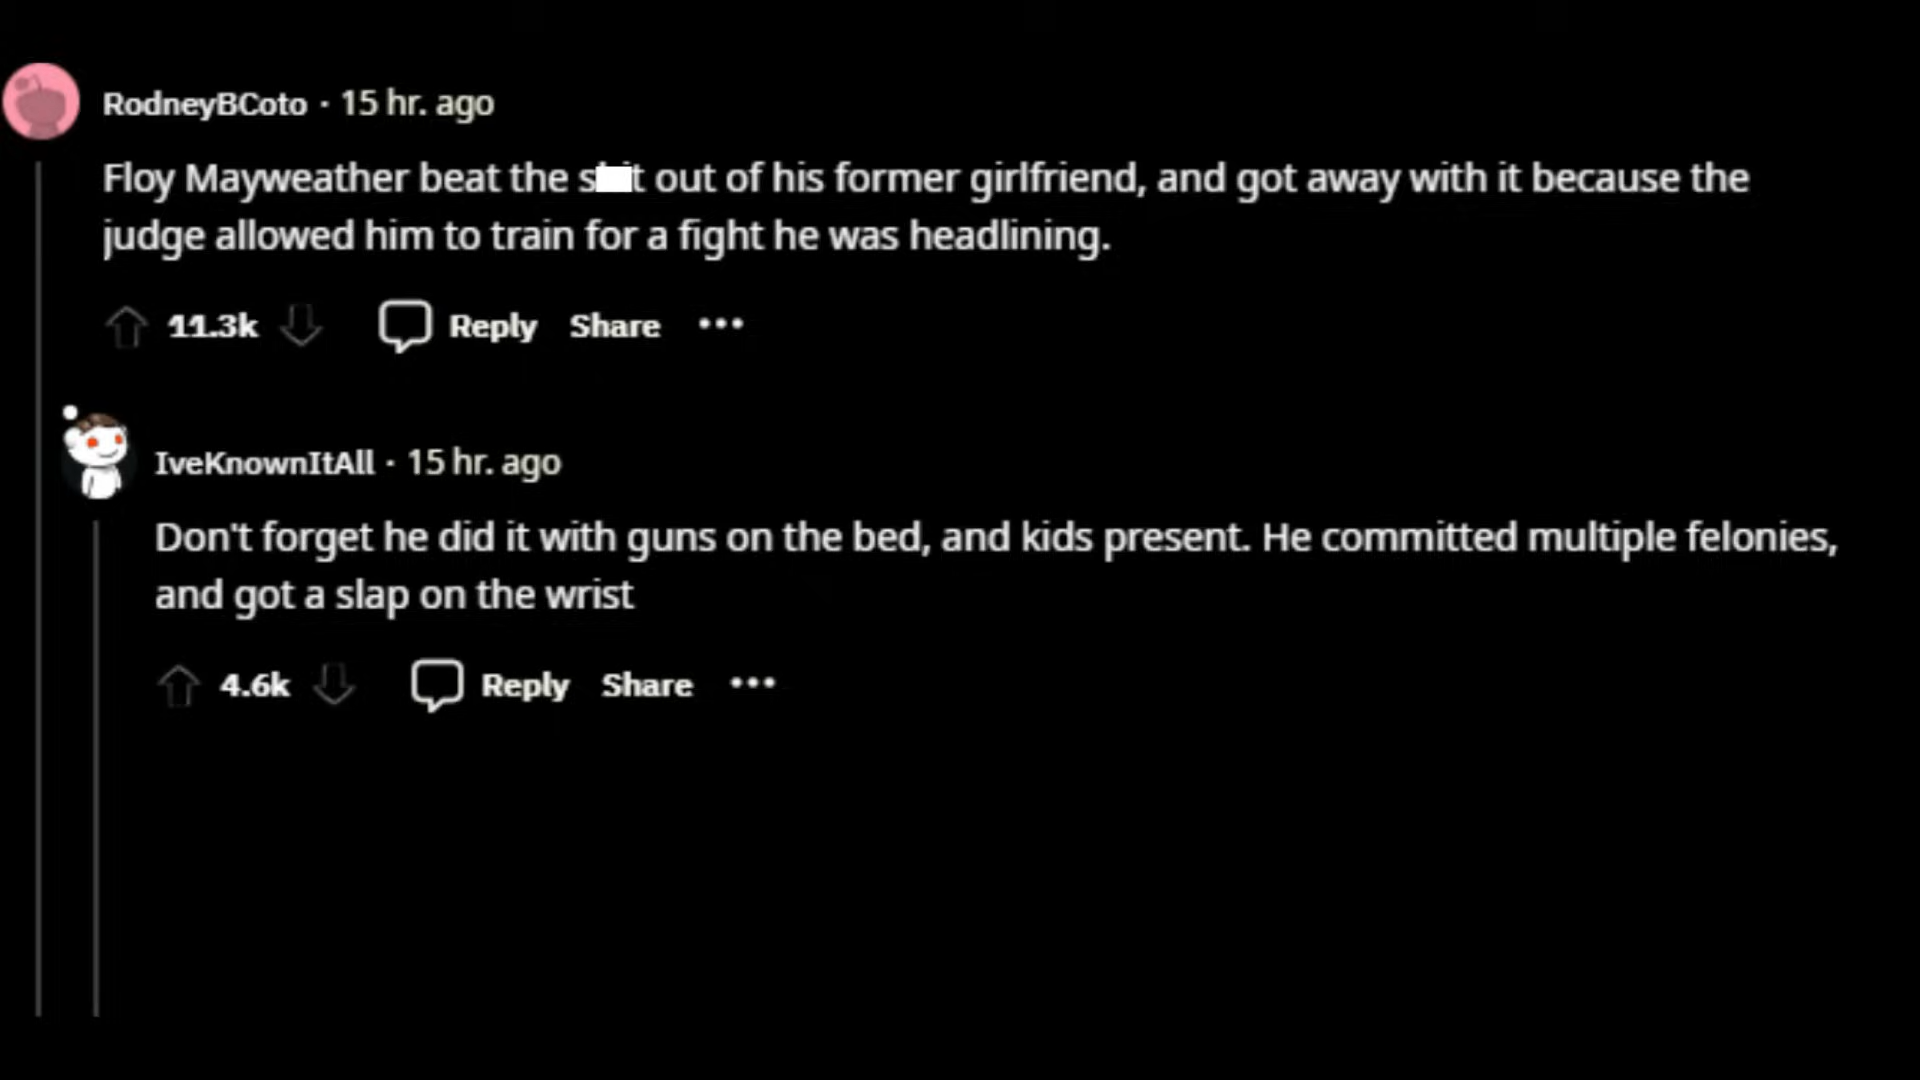 RodneyBCoto · 15 hr. ago
Floy Mayweather beat the s t out of his former girlfriend, and got away with it because the
judge allowed him to train for a fight he was headlining.
11.3k Reply Share •••
IveKnownItAll · 15 hr. ago
Don't forget he did it with guns on the bed, and kids present. He committed multiple felonies,
and got a slap on the wrist
4.6k Reply Share •••